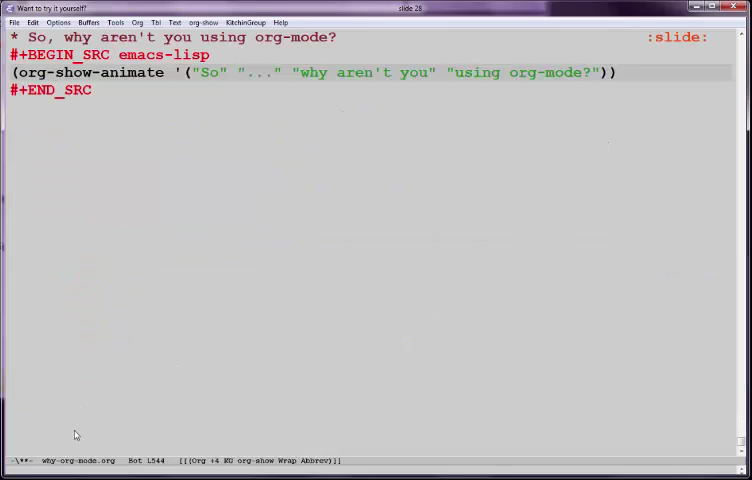 Want to try it yourself?
slide 28
File Edit Options Buffers Tools Org Tbl Text org-show KitchinGroup Help
* So, why aren't you using org-mode? :slide:
#+BEGIN_SRC emacs-lisp
(org-show-animate '("So" "..." "why aren't you" "using org-mode?"))
#+END_SRC
-\**- why-org-mode.org Bot L544 [[(Org +4 KG org-show Wrap Abbrev)]]